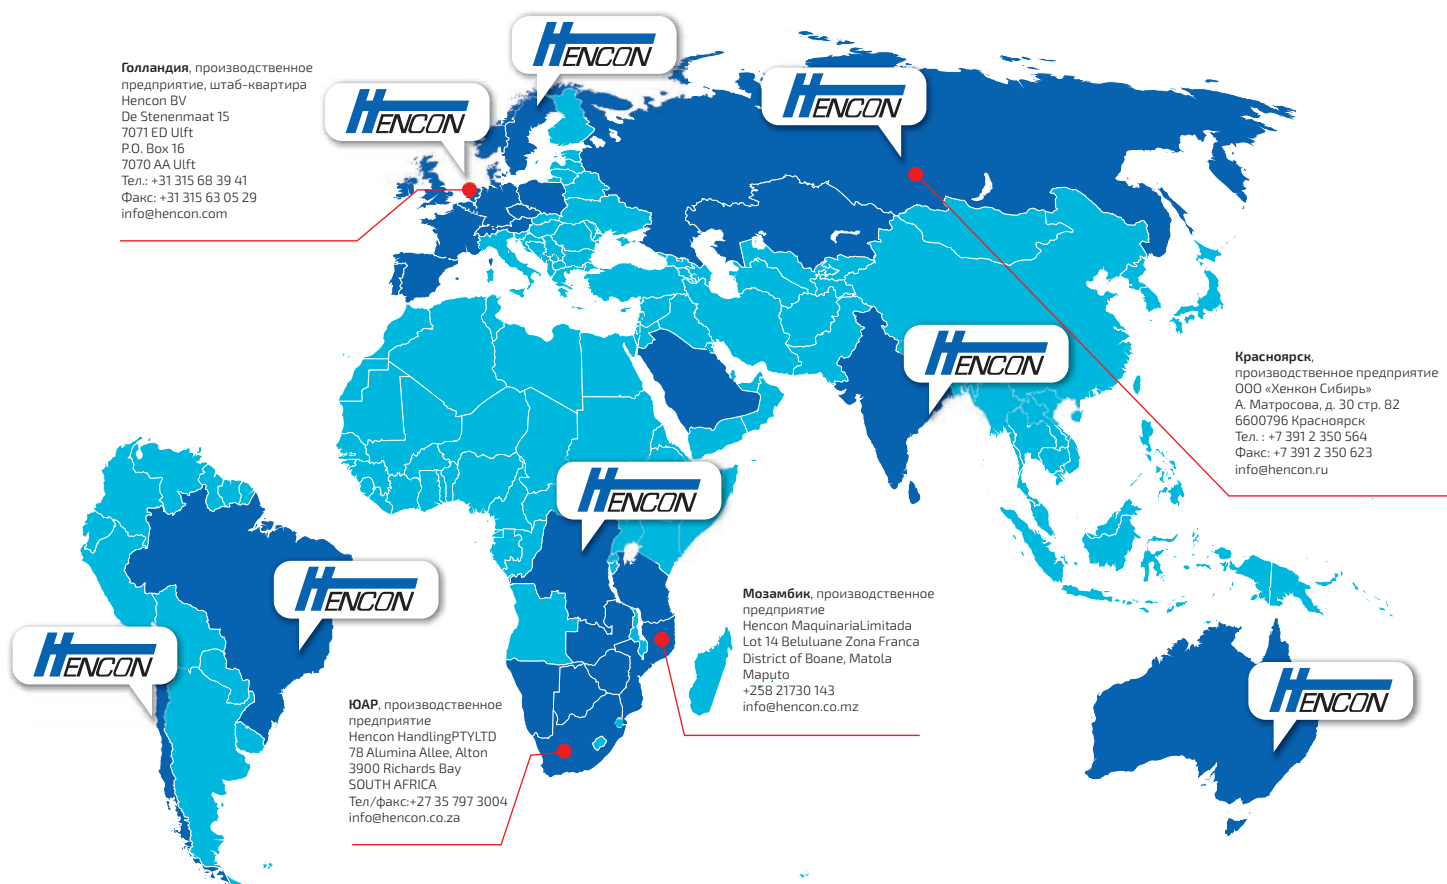 HENCON
Голландия, производственное
предприятие, штаб-квартира
Hencon BV
De Stenenmaat 15
7071 ED Ulft
P.O. Box 16
7070 AA Ulft
Тел.: +31 315 68 39 41
Факс: +31 315 63 05 29
info@hencon.com
HENCON
HENCON
HENCON
Красноярск,
производственное предприятие
ООО «Хенкон Сибирь»
А. Матросова, д. 30 стр. 82
6600796 Красноярск
Тел. : +7 391 2 350 564
Факс: +7 391 2 350 623
info@hencon.ru
HENCON
HENCON
Мозамбик, производственное
предприятие
Hencon MaquinariaLimitada
Lot 14 Beluluane Zona Franca
District of Boane, Matola
Maputo
+258 21730 143
info@hencon.co.mz
HENCON
HENCON
ЮАР, производственное
предприятие
Hencon HandlingPTYLTD
78 Alumina Allee, Alton
3900 Richards Bay
SOUTH AFRICA
Тел/факс:+27 35 797 3004
info@hencon.co.za